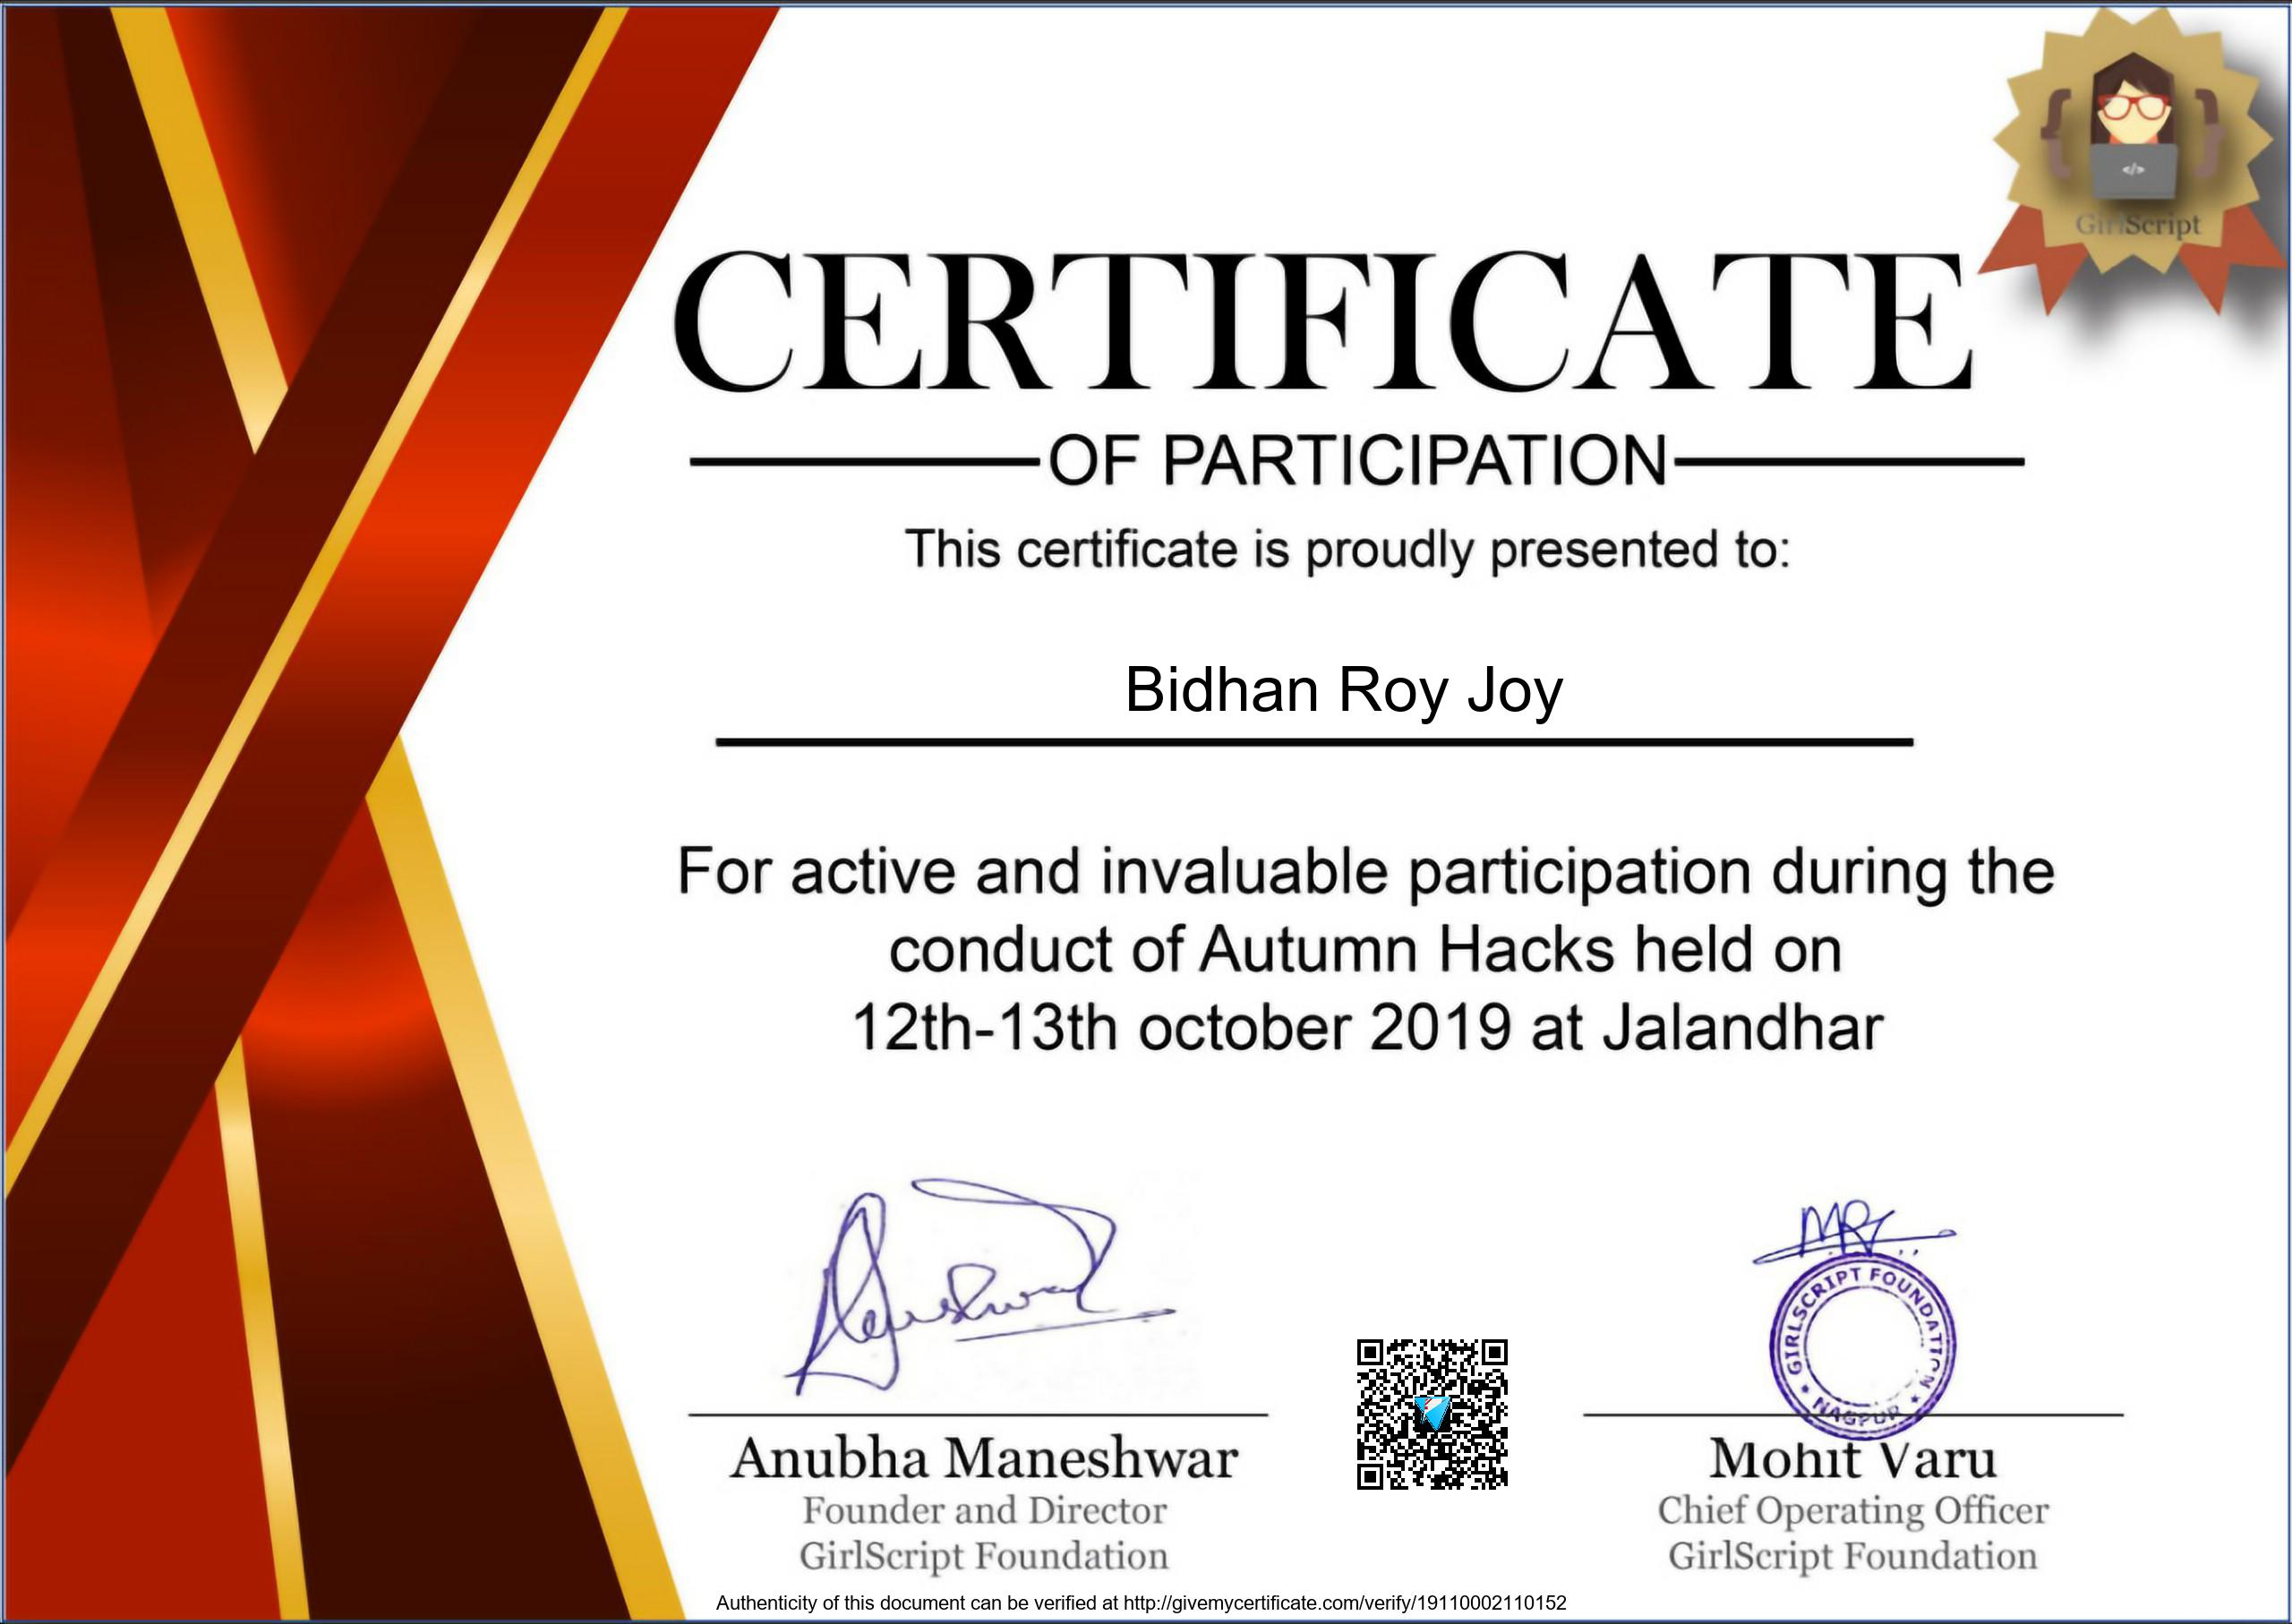 GirlScript
CERTIFICATE
OF PARTICIPATION
This certificate is proudly presented to:
Bidhan Roy Joy
For active and invaluable participation during the
conduct of Autumn Hacks held on
12th-13th october 2019 at Jalandhar
GIRLSCRIPT FOUNDATION
NAGPUR
Anubha Maneshwar
Founder and Director
GirlScript Foundation
Mohit Varu
Chief Operating Officer
GirlScript Foundation
Authenticity of this document can be verified at http://givemycertificate.com/verify/19110002110152